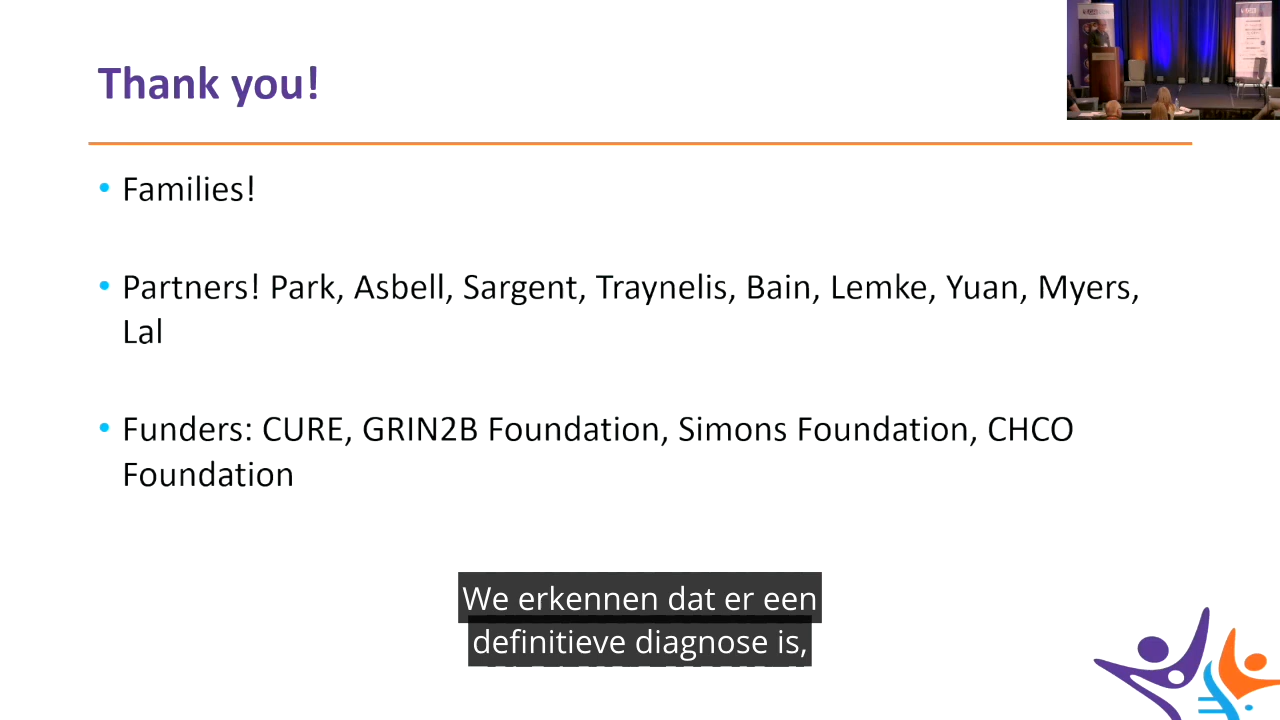 Thank you!
• Families!
• Partners! Park, Asbell, Sargent, Traynelis, Bain, Lemke, Yuan, Myers,
Lal
• Funders: CURE, GRIN2B Foundation, Simons Foundation, CHCO
Foundation
We erkennen dat er een
definitieve diagnose is,